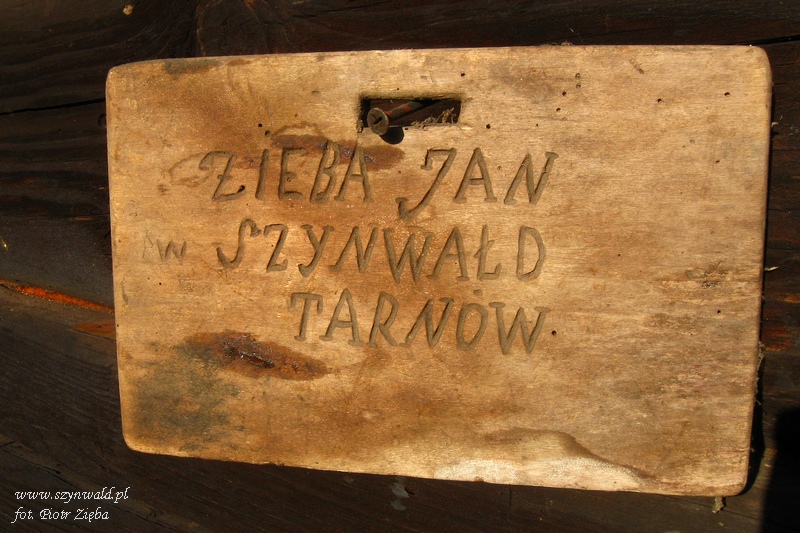 ZIEBA JAN
SZYNWAŁD
TARNÓW
www.szynwald.pl
fot. Piotr Zięba